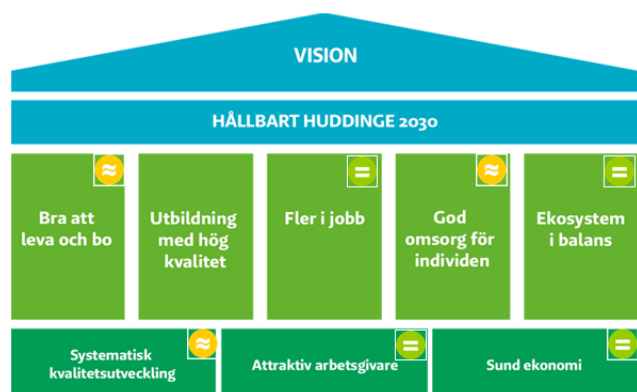 VISION
HÅLLBART HUDDINGE 2030
≈
Bra att
leva och bo
Utbildning
med hög
kvalitet
=
Fler i jobb
≈
God
omsorg för
individen
=
Ekosystem
i balans
≈
Systematisk
kvalitetsutveckling
=
Attraktiv arbetsgivare
=
Sund ekonomi